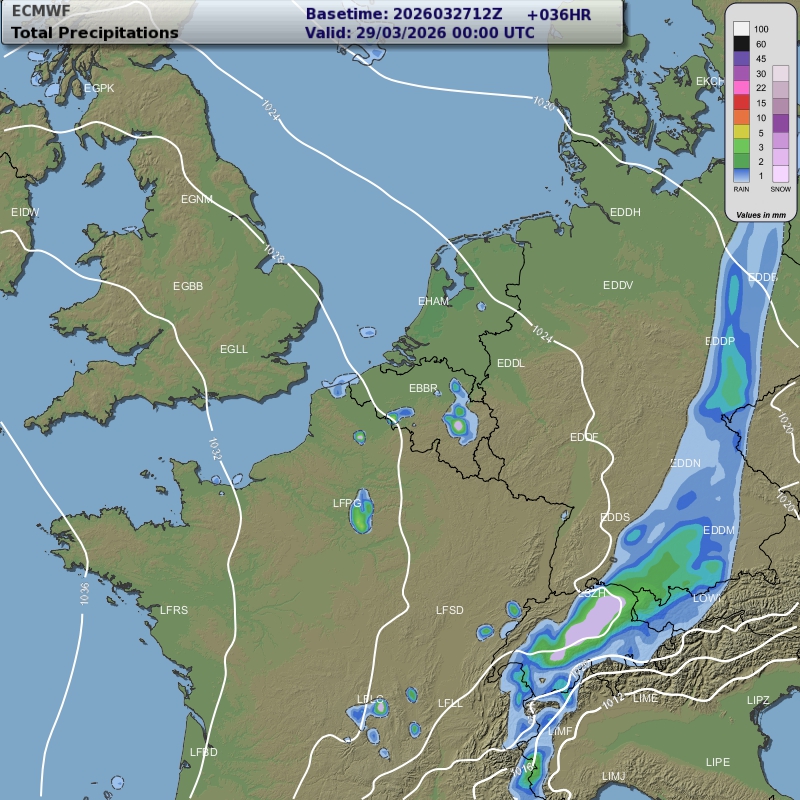 ECMWF
Basetime: 2026032712Z +036HR
Total Precipitations
Valid: 29/03/2026 00:00 UTC
100
60
45
30
22
15
10
5
3
2
1
RAIN
SNOW
Values in mm
EGPK
EKCH
1024
1020
EGNM
EIDW
EDDH
1028
EDDB
EGBB
EDDV
EHAM
1024
EDDP
EGLL
EDDL
EBBR
1020
EDDF
1032
EDDN
LFPG
1020
EDDS
EDDM
1036
LSZH
LOWI
LFRS
LFSD
LFLC
LFLL
1012
LIME
LIPZ
LIMF
LFBD
1016
LIPE
LIMJ